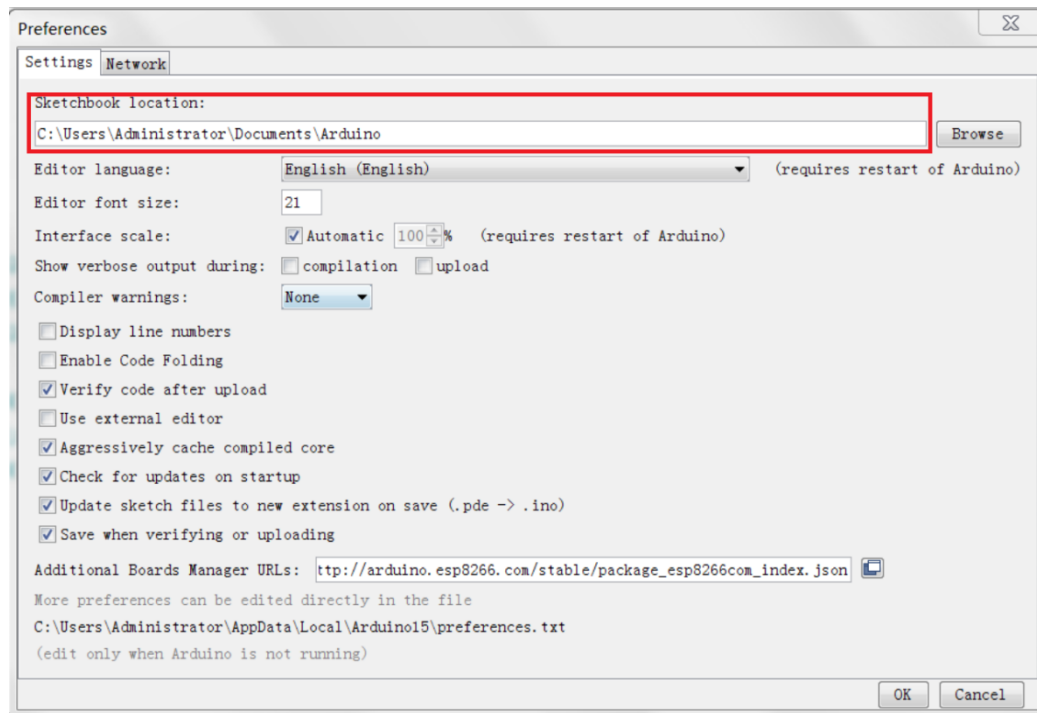 Preferences
Settings Network
Sketchbook location:
C:\Users\Administrator\Documents\Arduino Browse
Editor language: English (English) (requires restart of Arduino)
Editor font size: 21
Interface scale: Automatic 100 % (requires restart of Arduino)
Show verbose output during: compilation upload
Compiler warnings: None
Display line numbers
Enable Code Folding
Verify code after upload
Use external editor
Aggressively cache compiled core
Check for updates on startup
Update sketch files to new extension on save (.pde -> .ino)
Save when verifying or uploading
Additional Boards Manager URLs: ttp://arduino.esp8266.com/stable/package_esp8266com_index.json
More preferences can be edited directly in the file
C:\Users\Administrator\AppData\Local\Arduino15\preferences.txt
(edit only when Arduino is not running)
OK Cancel